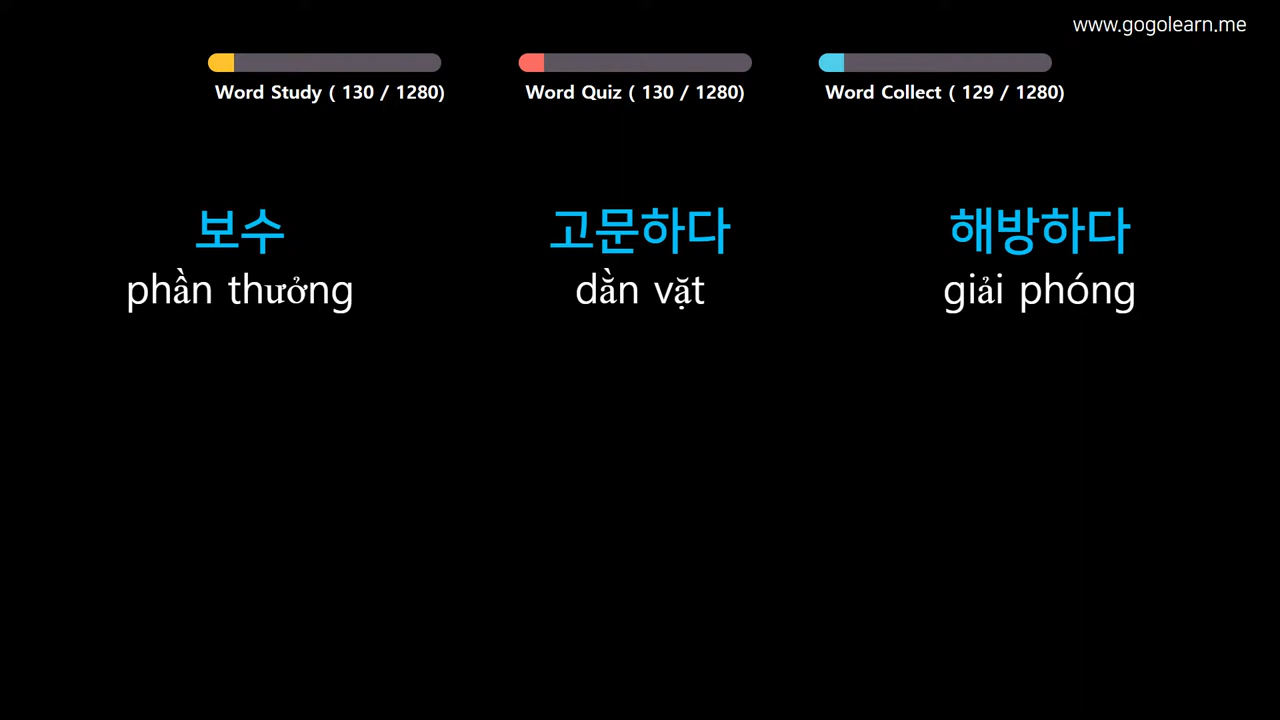 www.gogolearn.me
Word Study ( 130 / 1280)
Word Quiz ( 130 / 1280)
Word Collect ( 129 / 1280)
보수
phần thưởng
고문하다
dằn vặt
해방하다
giải phóng